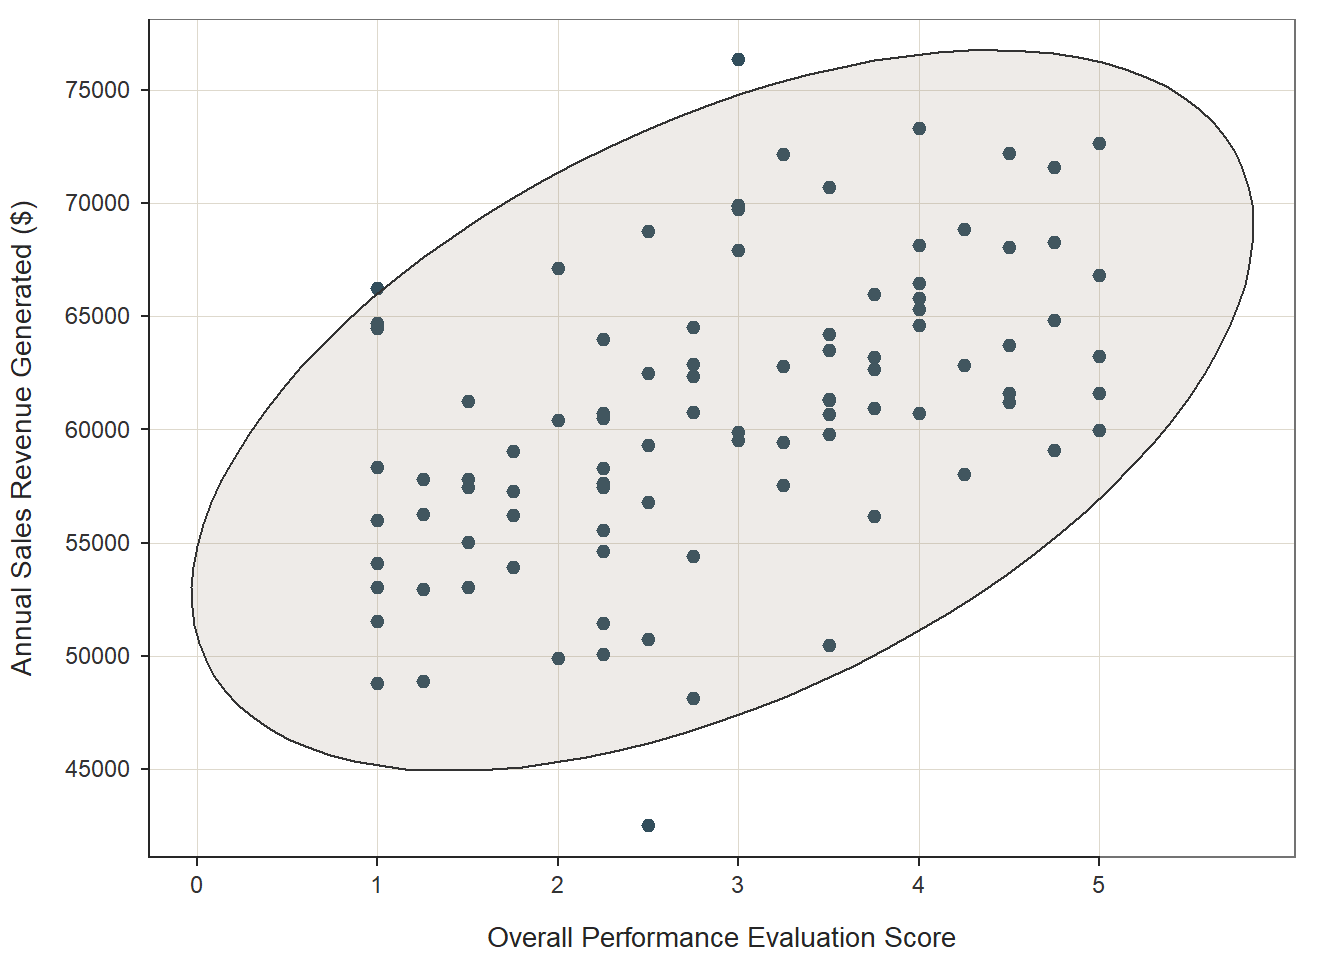 Annual Sales Revenue Generated ($)
75000
70000
65000
60000
55000
50000
45000
0 1 2 3 4 5
Overall Performance Evaluation Score